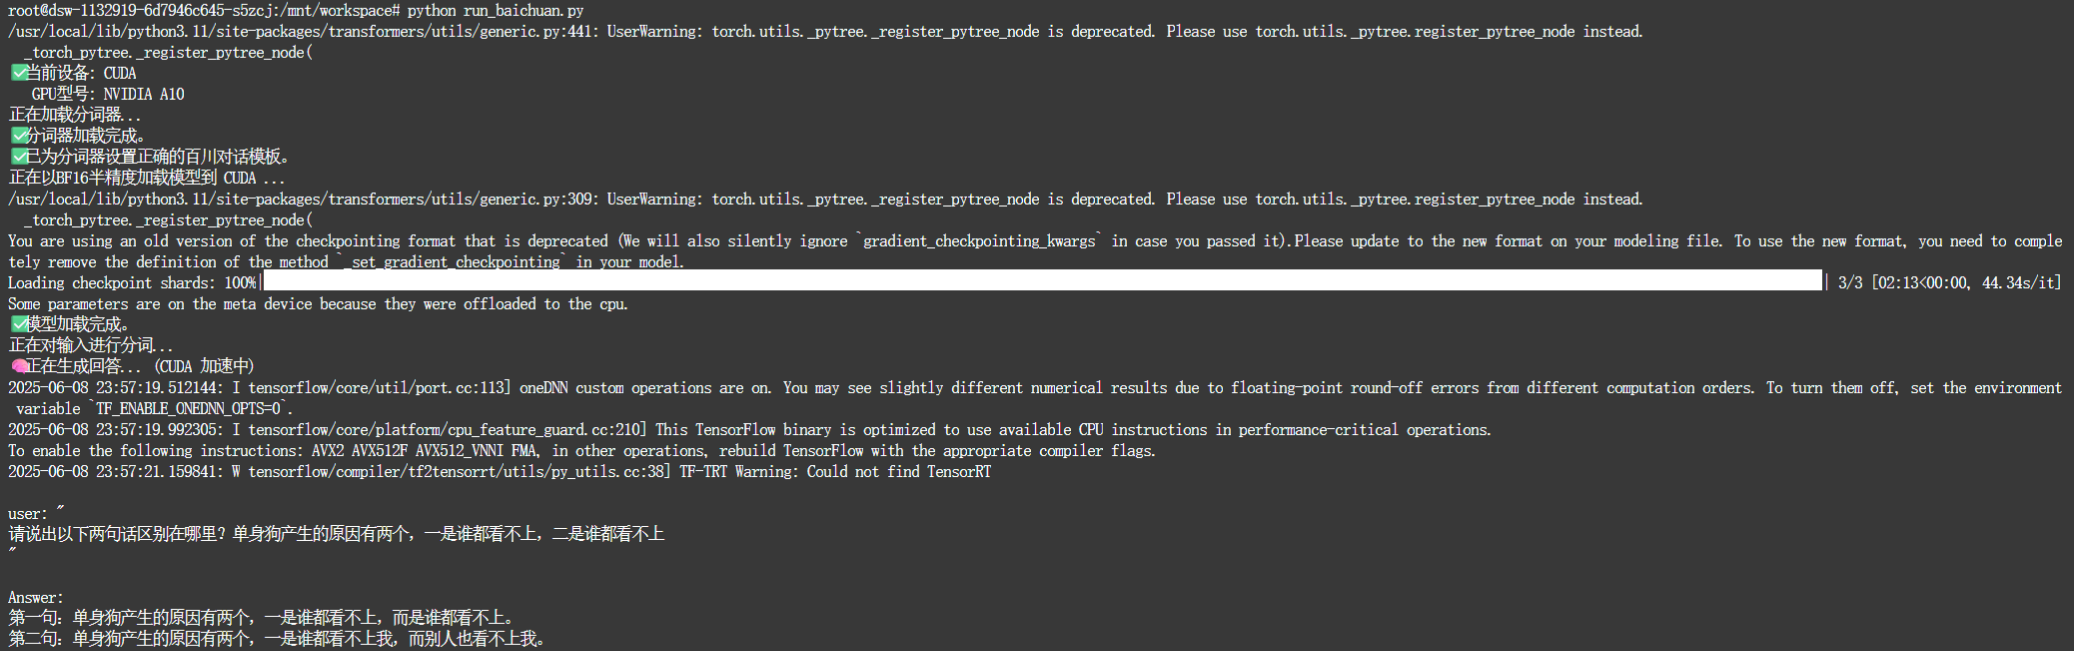 root@dsw-1132919-6d7946c645-s5zcj:/mnt/workspace# python run_baichuan.py
/usr/local/lib/python3.11/site-packages/transformers/utils/generic.py:441: UserWarning: torch.utils._pytree._register_pytree_node is deprecated. Please use torch.utils._pytree.register_pytree_node instead.
  _torch_pytree._register_pytree_node(
✅当前设备: CUDA
   GPU型号: NVIDIA A10
正在加载分词器...
✅分词器加载完成。
✅已为分词器设置正确的百川对话模板。
正在以BF16半精度加载模型到 CUDA ...
/usr/local/lib/python3.11/site-packages/transformers/utils/generic.py:309: UserWarning: torch.utils._pytree._register_pytree_node is deprecated. Please use torch.utils._pytree.register_pytree_node instead.
  _torch_pytree._register_pytree_node(
You are using an old version of the checkpointing format that is deprecated (We will also silently ignore `gradient_checkpointing_kwargs` in case you passed it).Please update to the new format on your modeling file. To use the new format, you need to comple
tely remove the definition of the method `_set_gradient_checkpointing` in your model.
Loading checkpoint shards: 100%| | 3/3 [02:13<00:00, 44.34s/it]
Some parameters are on the meta device because they were offloaded to the cpu.
✅模型加载完成。
正在对输入进行分词...
🧠正在生成回答... (CUDA 加速中)
2025-06-08 23:57:19.512144: I tensorflow/core/util/port.cc:113] oneDNN custom operations are on. You may see slightly different numerical results due to floating-point round-off errors from different computation orders. To turn them off, set the environment
 variable `TF_ENABLE_ONEDNN_OPTS=0`.
2025-06-08 23:57:19.992305: I tensorflow/core/platform/cpu_feature_guard.cc:210] This TensorFlow binary is optimized to use available CPU instructions in performance-critical operations.
To enable the following instructions: AVX2 AVX512F AVX512_VNNI FMA, in other operations, rebuild TensorFlow with the appropriate compiler flags.
2025-06-08 23:57:21.159841: W tensorflow/compiler/tf2tensorrt/utils/py_utils.cc:38] TF-TRT Warning: Could not find TensorRT
user: "
请说出以下两句话区别在哪里？单身狗产生的原因有两个，一是谁都看不上，二是谁都看不上
"
Answer:
第一句：单身狗产生的原因有两个，一是谁都看不上，而是谁都看不上。
第二句：单身狗产生的原因有两个，一是谁都看不上我，而别人也看不上我。